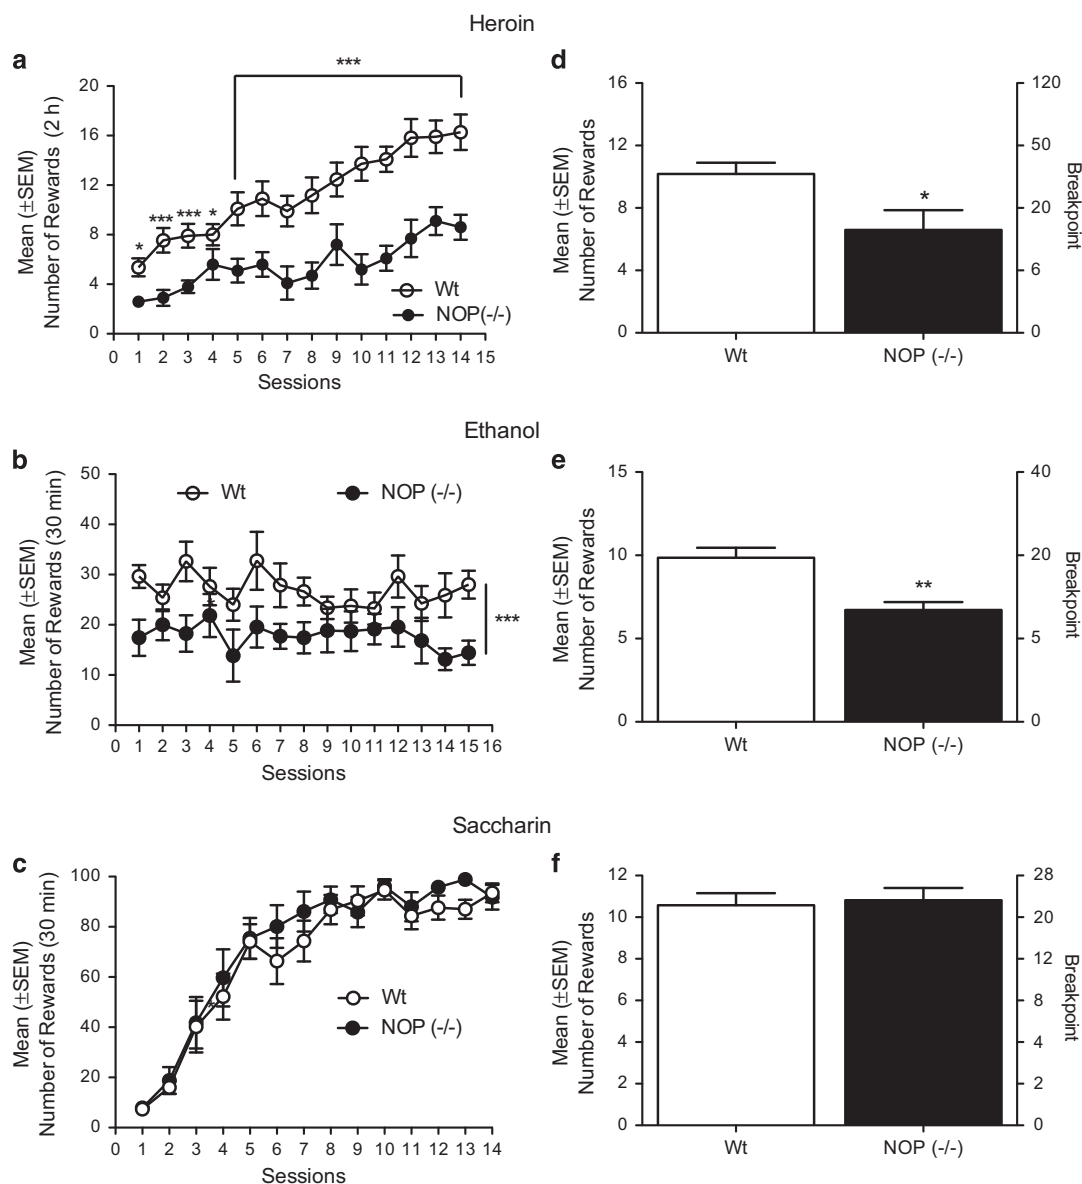 Heroin
a
Mean (±SEM)
Number of Rewards (2 h)
20
16
12
8
4
0
***
*
***
***
*
Wt
NOP(-/-)
0 1 2 3 4 5 6 7 8 9 10 11 12 13 14 15
Sessions
d
Mean (±SEM)
Number of Rewards
16
12
8
4
0
*
120
50
20
6
0
Breakpoint
Wt
NOP (-/-)
Ethanol
b
Mean (±SEM)
Number of Rewards (30 min)
50
40
30
20
10
0
Wt
NOP (-/-)
***
0 1 2 3 4 5 6 7 8 9 10 11 12 13 14 15 16
Sessions
e
Mean (±SEM)
Number of Rewards
15
10
5
0
**
40
20
5
0
Breakpoint
Wt
NOP (-/-)
Saccharin
c
Mean (±SEM)
Number of Rewards (30 min)
100
80
60
40
20
0
Wt
NOP (-/-)
0 1 2 3 4 5 6 7 8 9 10 11 12 13 14
Sessions
f
Mean (±SEM)
Number of Rewards
12
10
8
6
4
2
0
28
20
12
8
4
2
0
Breakpoint
Wt
NOP (-/-)